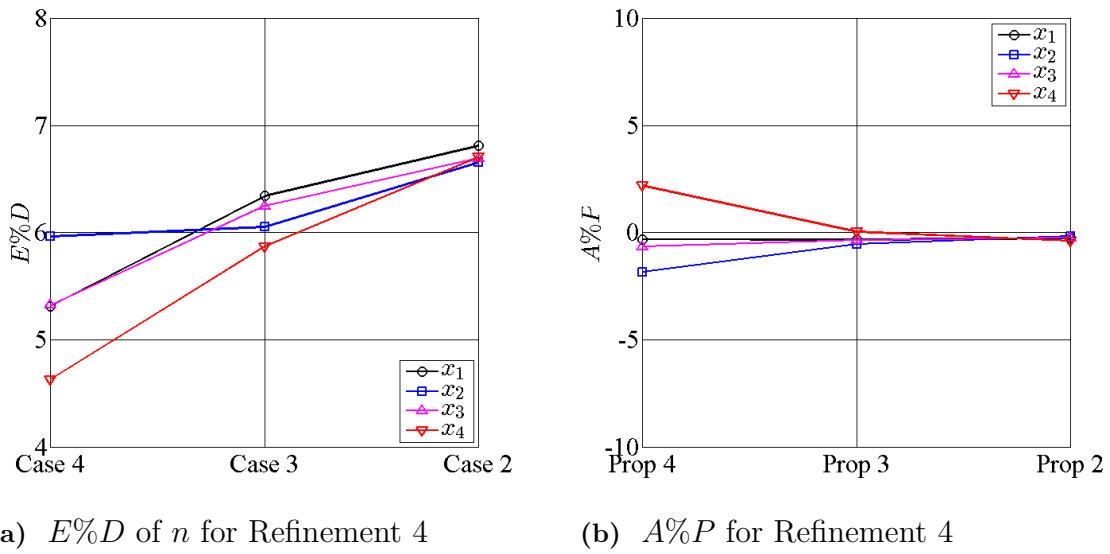 8
7
6
5
4
E%D
Case 4
Case 3
Case 2
x1
x2
x3
x4
10
5
0
-5
-10
A%P
Prop 4
Prop 3
Prop 2
x1
x2
x3
x4
a) E%D of n for Refinement 4
(b) A%P for Refinement 4